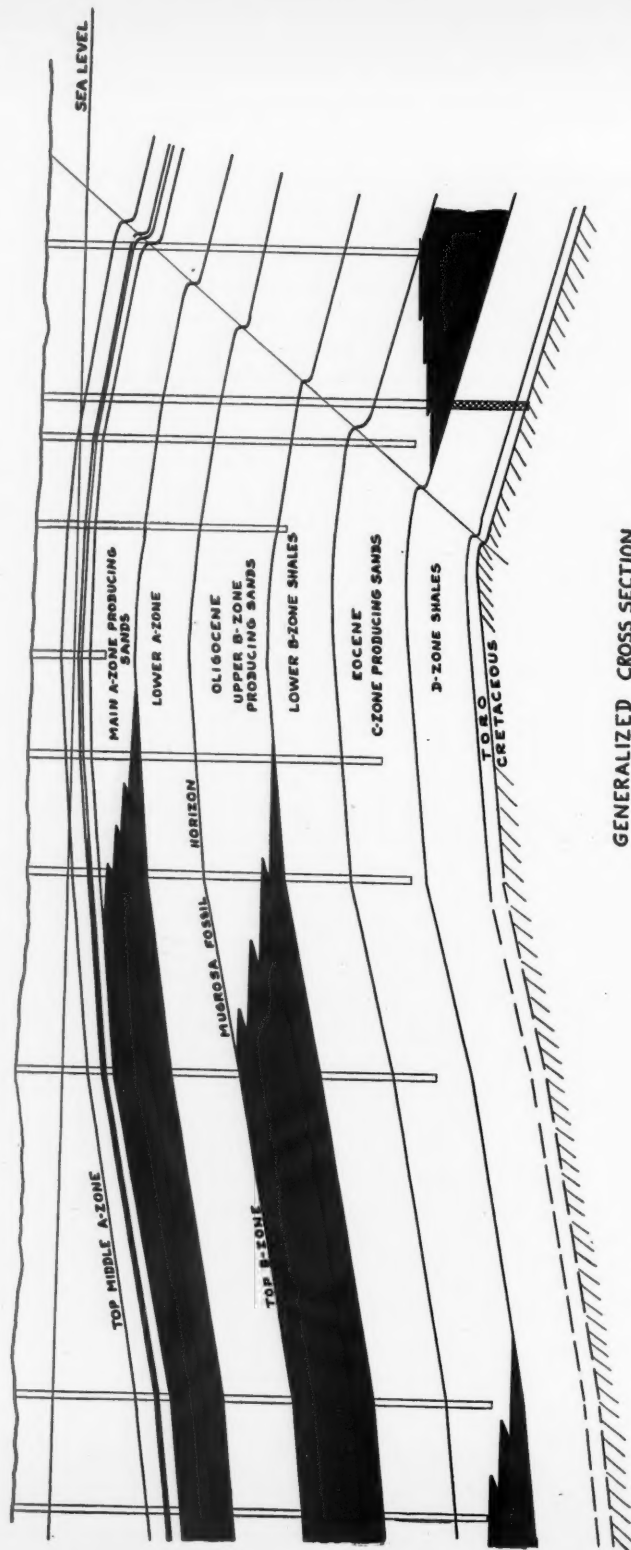 SEA LEVEL
TOP MIDDLE A-ZONE
MAIN A-ZONE PRODUCING
SANDS
LOWER A-ZONE
MUGROSA FOSSIL HORIZON
OLIGOCENE
UPPER B-ZONE
PRODUCING SANDS
TOP B-ZONE
LOWER B-ZONE SHALES
EOCENE
C-ZONE PRODUCING SANDS
D-ZONE SHALES
TORO
CRETACEOUS
GENERALIZED CROSS SECTION